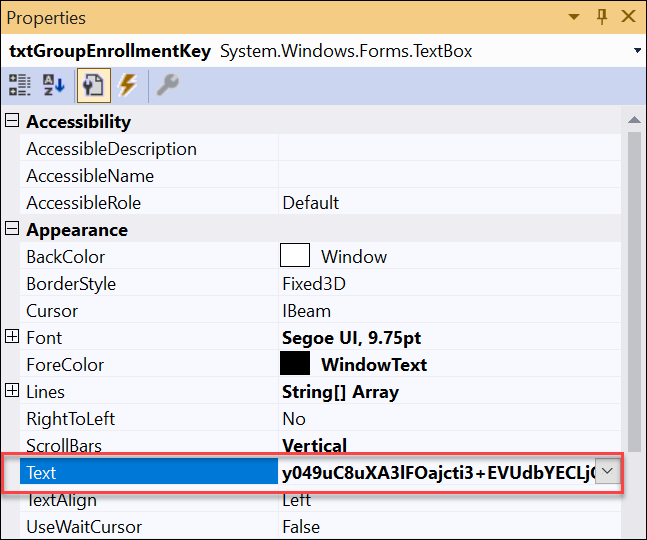 Properties
txtGroupEnrollmentKey System.Windows.Forms.TextBox
Accessibility
AccessibleDescription
AccessibleName
AccessibleRole Default
Appearance
BackColor Window
BorderStyle Fixed3D
Cursor IBeam
Font Segoe UI, 9.75pt
ForeColor WindowText
Lines String[] Array
RightToLeft No
ScrollBars Vertical
Text y049uC8uXA3lFOajcti3+EVUdbYECLj
TextAlign Left
UseWaitCursor False